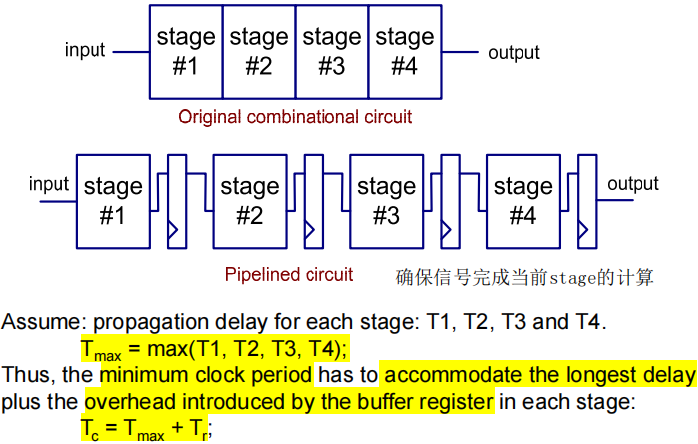 input
stage
#1
stage
#2
stage
#3
stage
#4
output
Original combinational circuit
input
stage
#1
stage
#2
stage
#3
stage
#4
output
Pipelined circuit
确保信号完成当前stage的计算
Assume: propagation delay for each stage: T1, T2, T3 and T4.
Tmax = max(T1, T2, T3, T4);
Thus, the minimum clock period has to accommodate the longest delay
plus the overhead introduced by the buffer register in each stage:
Tc = Tmax + Tr;